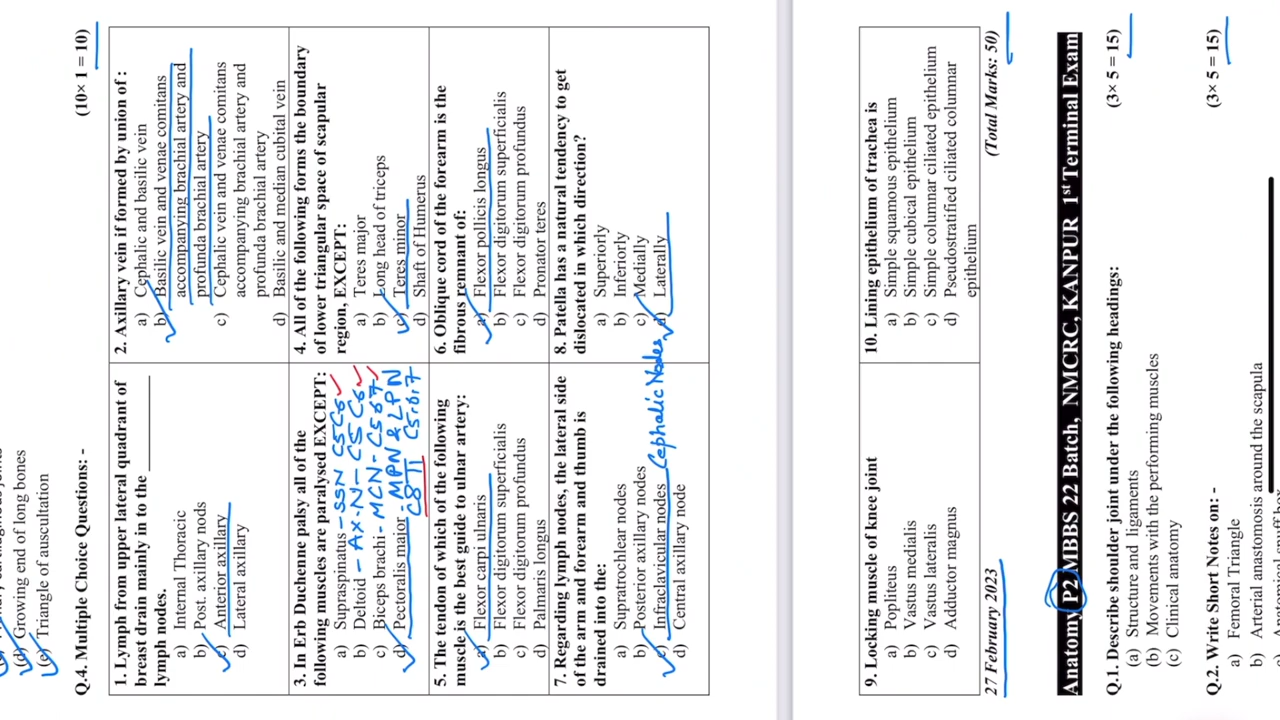 (d) Growing end of long bones
(e) Triangle of auscultation
Q.4. Multiple Choice Questions: - (10× 1 = 10)
1. Lymph from upper lateral quadrant of
breast drain mainly in to the
lymph nodes.
a) Internal Thoracic
b) Post. axillary nods
c) Anterior axillary
d) Lateral axillary
2. Axillary vein if formed by union of :
a) Cephalic and basilic vein
b) Basilic vein and venae comitans
accompanying brachial artery and
profunda brachial artery
c) Cephalic vein and venae comitans
accompanying brachial artery and
profunda brachial artery
d) Basilic and median cubital vein
3. In Erb Duchenne palsy all of the
following muscles are paralysed EXCEPT:
a) Supraspinatus - SSN C5C6
b) Deltoid - AX-N- C5 C6
c) Biceps brachi - MCN- C5 6 7
d) Pectoralis major - MPN & LPN
C8 T1 C5,6,7
4. All of the following forms the boundary
of lower triangular space of scapular
region, EXCEPT:
a) Teres major
b) Long head of triceps
c) Teres minor
d) Shaft of Humerus
5. The tendon of which of the following
muscle is the best guide to ulnar artery:
a) Flexor carpi ulnaris
b) Flexor digitorum superficialis
c) Flexor digitorum profundus
d) Palmaris longus
6. Oblique cord of the forearm is the
fibrous remnant of:
a) Flexor pollicis longus
b) Flexor digitorum superficialis
c) Flexor digitorum profundus
d) Pronator teres
7. Regarding lymph nodes, the lateral side
of the arm and forearm and thumb is
drained into the:
a) Supratrochlear nodes
b) Posterior axillary nodes
c) Infraclavicular nodes Cephalic Nodes
d) Central axillary node
8. Patella has a natural tendency to get
dislocated in which direction?
a) Superiorly
b) Inferiorly
c) Medially
d) Laterally
9. Locking muscle of knee joint
a) Popliteus
b) Vastus medialis
c) Vastus lateralis
d) Adductor magnus
10. Lining epithelium of trachea is
a) Simple squamous epithelium
b) Simple cubical epithelium
c) Simple columnar ciliated epithelium
d) Pseudostratified ciliated columnar
epithelium
27 February 2023 (Total Marks: 50)
Anatomy P2 MBBS 22 Batch, NMCRC, KANPUR 1st Terminal Exam
Q.1. Describe shoulder joint under the following headings: (3× 5 = 15)
(a) Structure and ligaments
(b) Movements with the performing muscles
(c) Clinical anatomy
Q.2. Write Short Notes on: - (3× 5 = 15)
a) Femoral Triangle
b) Arterial anastomosis around the scapula